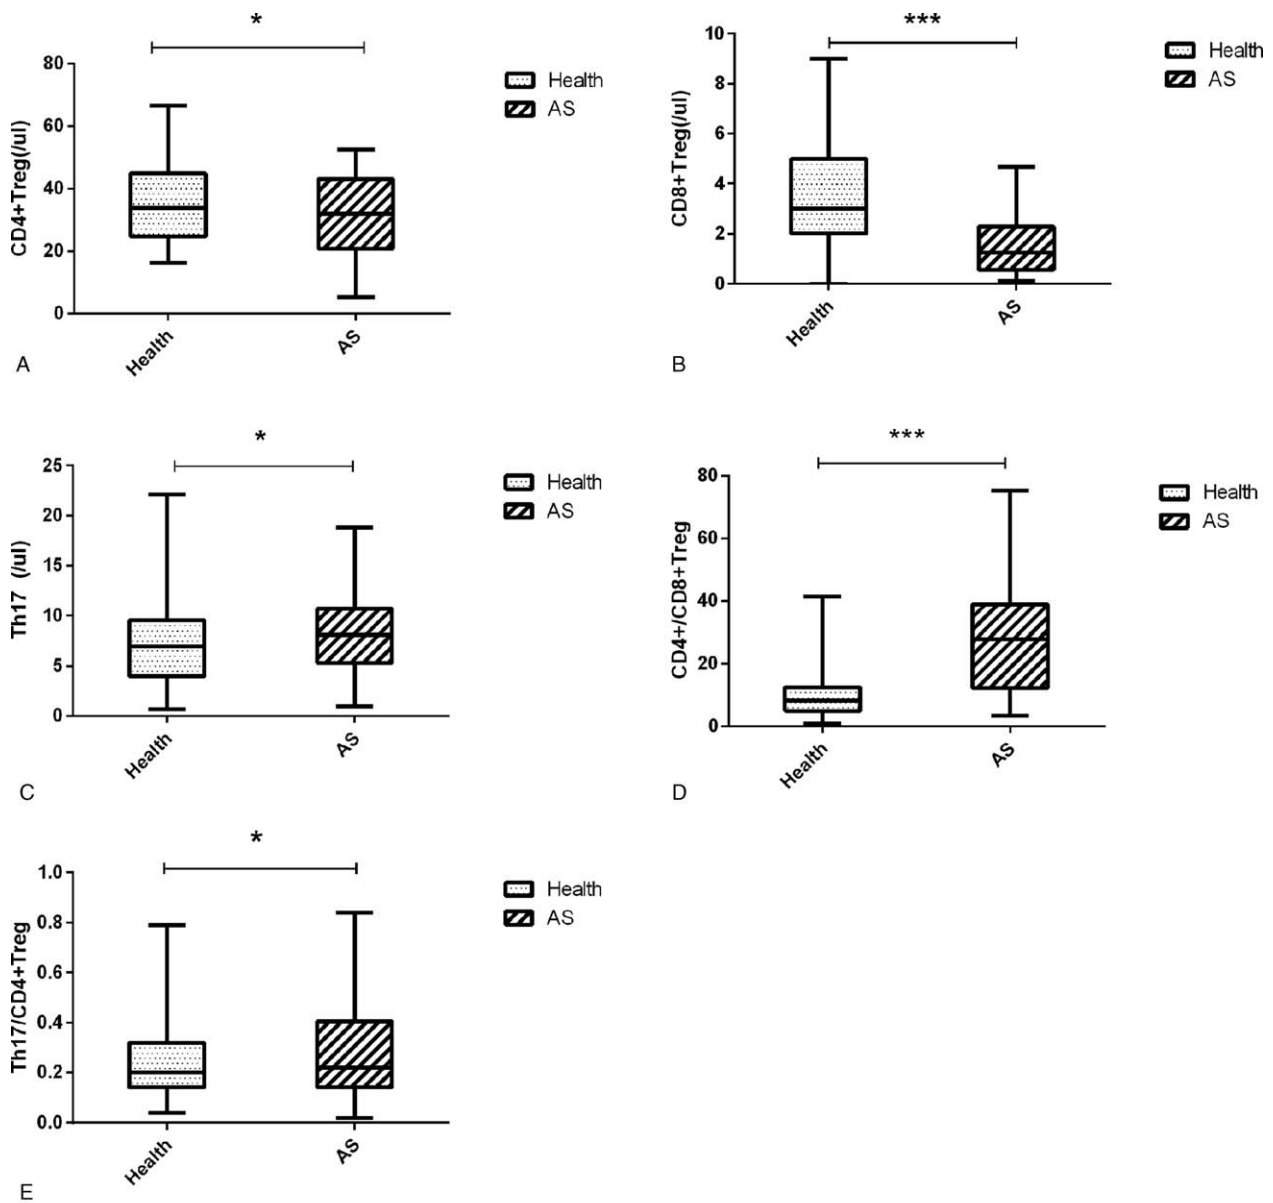 *
80
60
40
20
0
CD4+Treg(/ul)
Health
AS
Health
AS
A
***
10
8
6
4
2
0
CD8+Treg(/ul)
Health
AS
Health
AS
B
*
25
20
15
10
5
0
Th17 (/ul)
Health
AS
Health
AS
C
***
80
60
40
20
0
CD4+/CD8+Treg
Health
AS
Health
AS
D
*
1.0
0.8
0.6
0.4
0.2
0.0
Th17/CD4+Treg
Health
AS
Health
AS
E